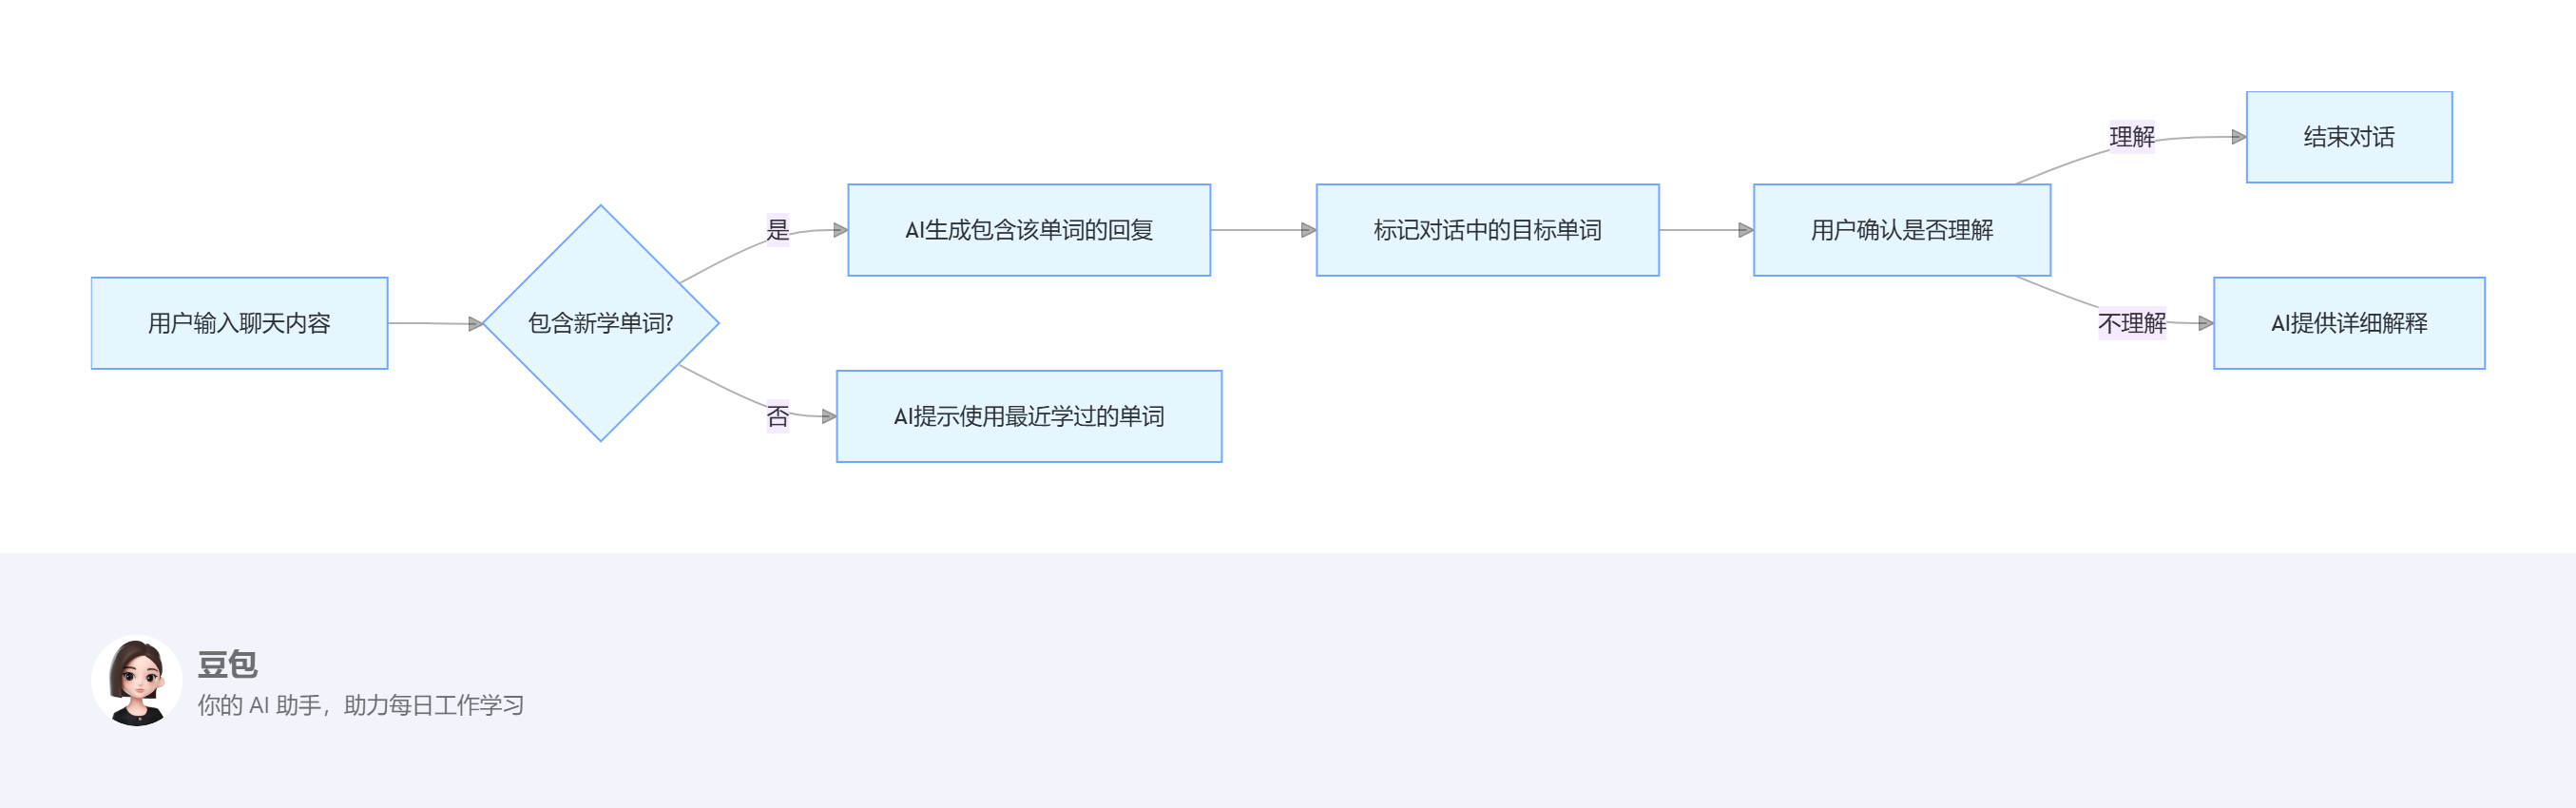 用户输入聊天内容
包含新学单词?
是
AI生成包含该单词的回复
标记对话中的目标单词
用户确认是否理解
理解
结束对话
不理解
AI提供详细解释
否
AI提示使用最近学过的单词
豆包
你的 AI 助手，助力每日工作学习